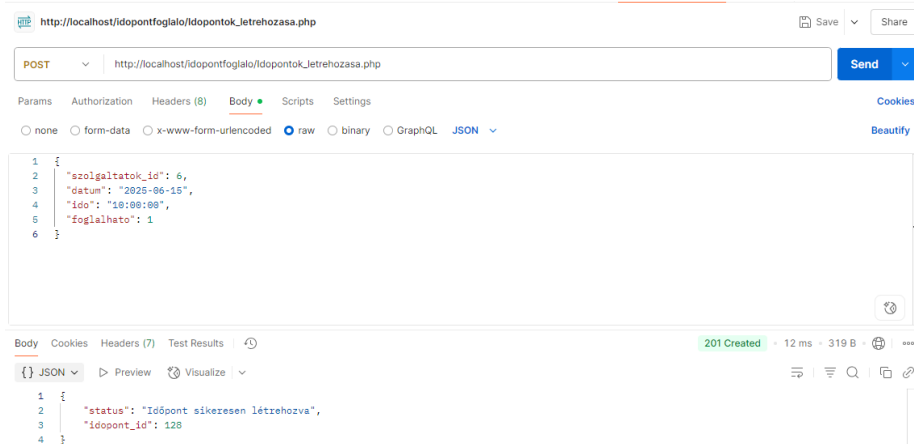 HTTP http://localhost/idopontfoglalo/Idopontok_letrehozasa.php Save Share
POST http://localhost/idopontfoglalo/Idopontok_letrehozasa.php Send
Params Authorization Headers (8) Body Scripts Settings Cookies
none form-data x-www-form-urlencoded raw binary GraphQL JSON Beautify
1 {
2 "szolgaltatok_id": 6,
3 "datum": "2025-06-15",
4 "ido": "10:00:00",
5 "foglalhato": 1
6 }
Body Cookies Headers (7) Test Results 201 Created 12 ms 319 B
{} JSON Preview Visualize
1 {
2 "status": "Időpont sikeresen létrehozva",
3 "idopont_id": 128
4 }